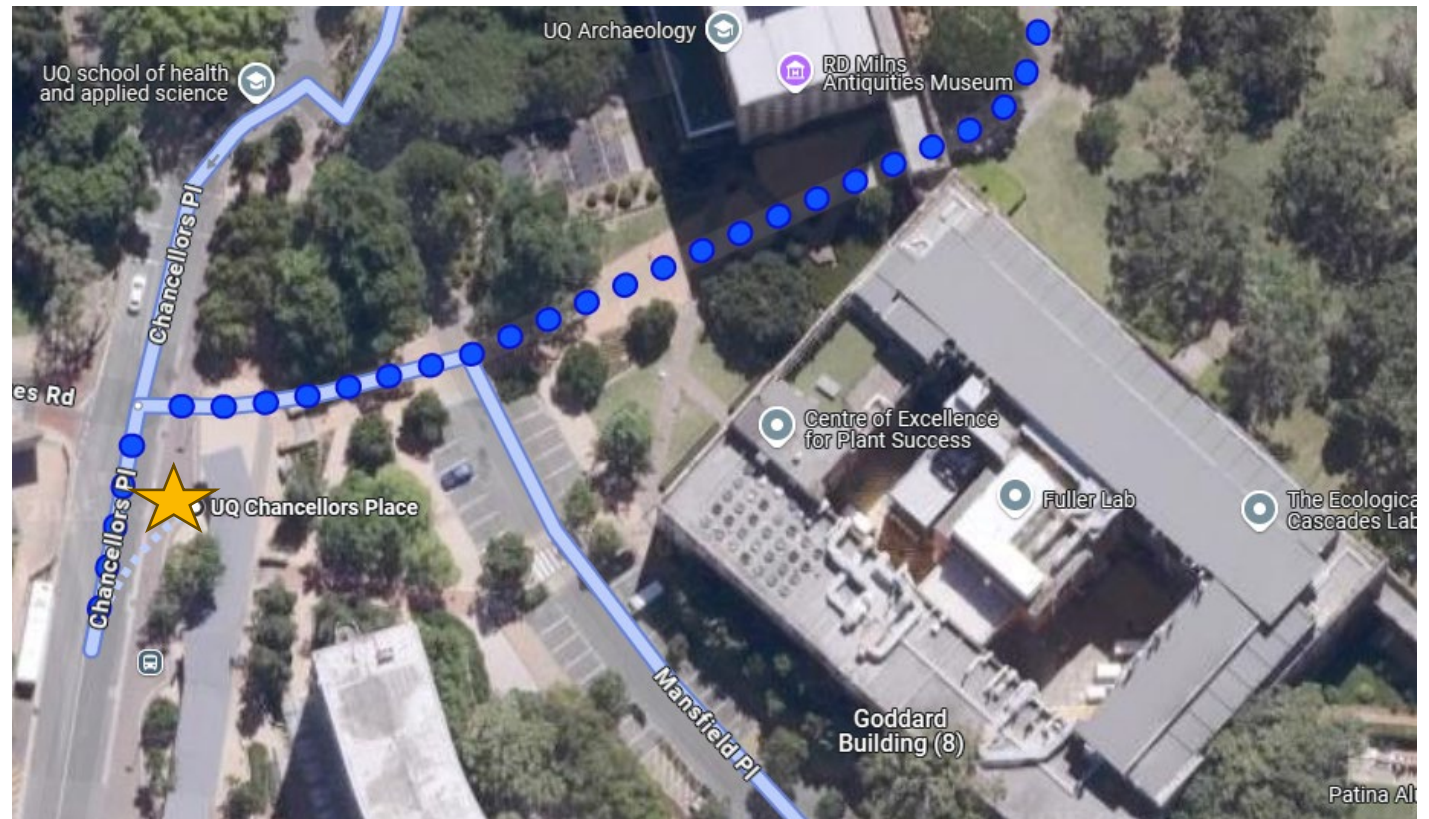 UQ Archaeology
RD Milns
Antiquities Museum
UQ school of health
and applied science
Chancellors Pl
es Rd
Centre of Excellence
for Plant Success
Chancellors Pl
UQ Chancellors Place
Fuller Lab
The Ecologica
Cascades Lab
Mansfield Pl
Goddard
Building (8)
Patina Al